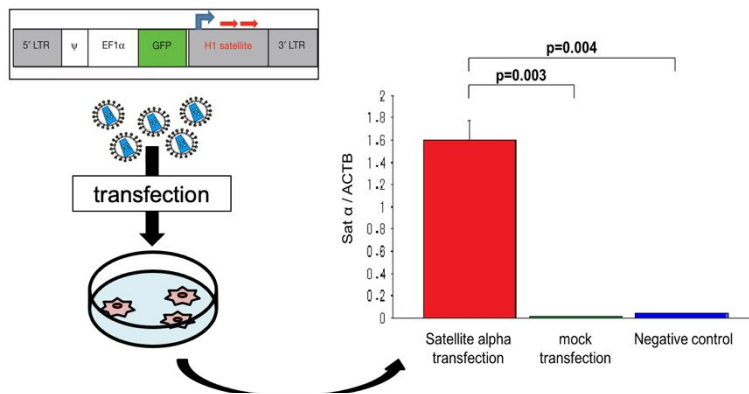 5' LTR ψ EF1α GFP H1 satellite 3' LTR
transfection
p=0.004
p=0.003
Sat α / ACTB
2
1.8
1.6
1.4
1.2
1
0.8
0.6
0.4
0.2
0
Satellite alpha
transfection
mock
transfection
Negative control